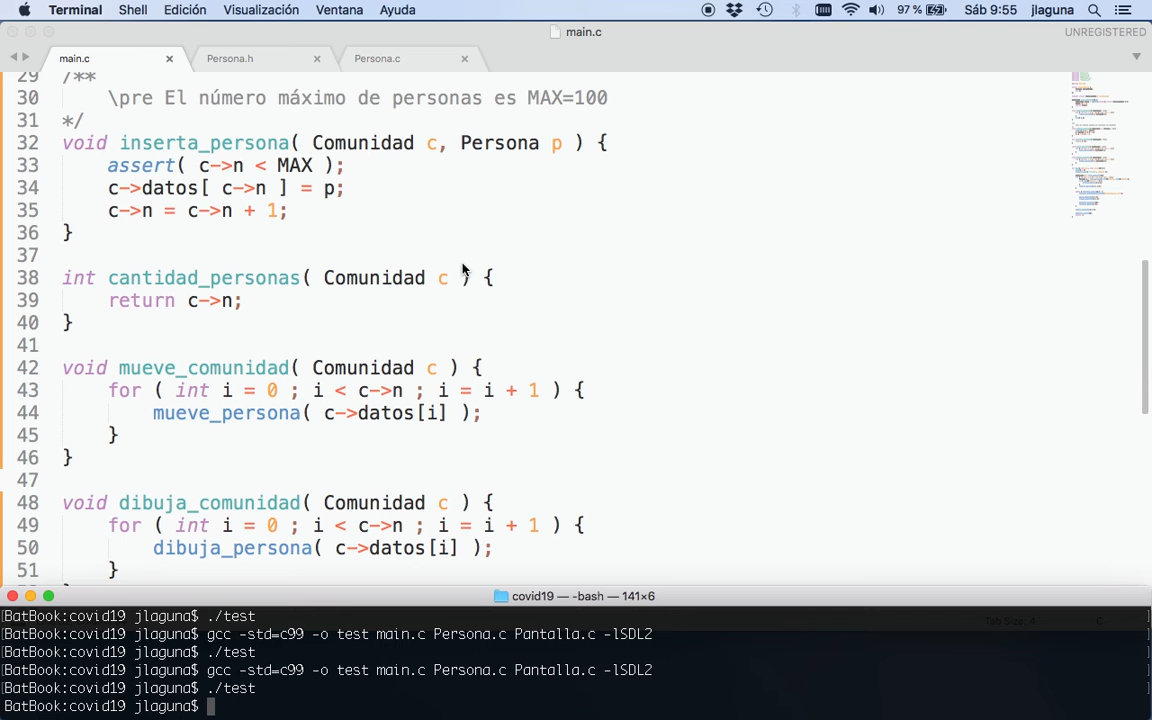 Terminal Shell Edición Visualización Ventana Ayuda 97 % Sáb 9:55 jlaguna
main.c UNREGISTERED
main.c × Persona.h × Persona.c ×
29 /**
30 \pre El número máximo de personas es MAX=100
31 */
32 void inserta_persona( Comunidad c, Persona p ) {
33 assert( c->n < MAX );
34 c->datos[ c->n ] = p;
35 c->n = c->n + 1;
36 }
37
38 int cantidad_personas( Comunidad c ) {
39 return c->n;
40 }
41
42 void mueve_comunidad( Comunidad c ) {
43 for ( int i = 0 ; i < c->n ; i = i + 1 ) {
44 mueve_persona( c->datos[i] );
45 }
46 }
47
48 void dibuja_comunidad( Comunidad c ) {
49 for ( int i = 0 ; i < c->n ; i = i + 1 ) {
50 dibuja_persona( c->datos[i] );
51 }
covid19 — -bash — 141×6
[BatBook:covid19 jlaguna$ ./test ]
[BatBook:covid19 jlaguna$ gcc -std=c99 -o test main.c Persona.c Pantalla.c -lSDL2 ]
[BatBook:covid19 jlaguna$ ./test ]
[BatBook:covid19 jlaguna$ gcc -std=c99 -o test main.c Persona.c Pantalla.c -lSDL2 ]
[BatBook:covid19 jlaguna$ ./test ]
BatBook:covid19 jlaguna$
Tab Size: 4 C